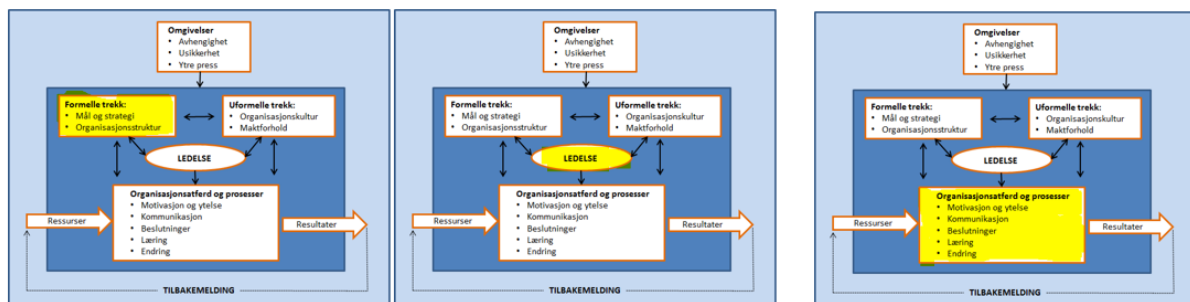 Omgivelser
• Avhengighet
• Usikkerhet
• Ytre press
Formelle trekk:
• Mål og strategi
• Organisasjonsstruktur
Uformelle trekk:
• Organisasjonskultur
• Maktforhold
LEDELSE
Organisasjonsatferd og prosesser
• Motivasjon og ytelse
• Kommunikasjon
• Beslutninger
• Læring
• Endring
Ressurser
Resultater
TILBAKEMELDING
Omgivelser
• Avhengighet
• Usikkerhet
• Ytre press
Formelle trekk:
• Mål og strategi
• Organisasjonsstruktur
Uformelle trekk:
• Organisasjonskultur
• Maktforhold
LEDELSE
Organisasjonsatferd og prosesser
• Motivasjon og ytelse
• Kommunikasjon
• Beslutninger
• Læring
• Endring
Ressurser
Resultater
TILBAKEMELDING
Omgivelser
• Avhengighet
• Usikkerhet
• Ytre press
Formelle trekk:
• Mål og strategi
• Organisasjonsstruktur
Uformelle trekk:
• Organisasjonskultur
• Maktforhold
LEDELSE
Organisasjonsatferd og prosesser
• Motivasjon og ytelse
• Kommunikasjon
• Beslutninger
• Læring
• Endring
Ressurser
Resultater
TILBAKEMELDING